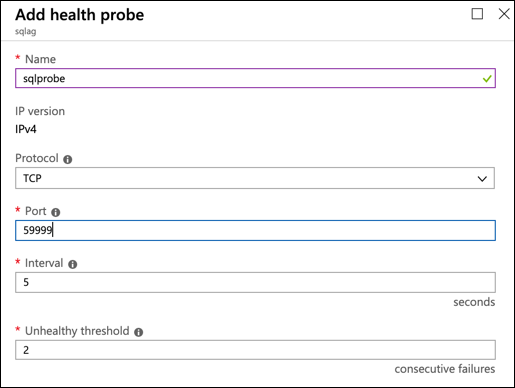 Add health probe
sqlag
* Name
sqlprobe
IP version
IPv4
Protocol
TCP
* Port
59999
* Interval
5
seconds
* Unhealthy threshold
2
consecutive failures